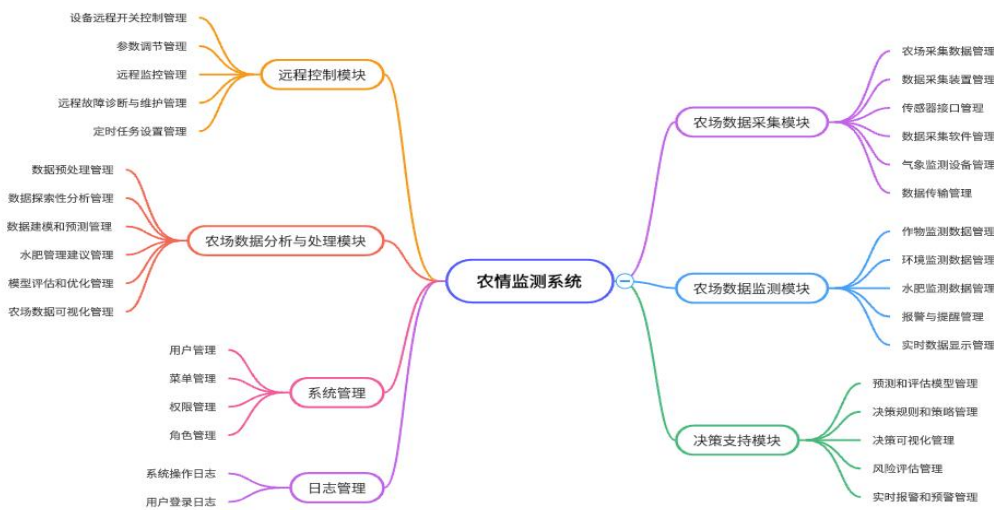 农情监测系统
远程控制模块
设备远程开关控制管理
参数调节管理
远程监控管理
远程故障诊断与维护管理
定时任务设置管理
农场数据分析与处理模块
数据预处理管理
数据探索性分析管理
数据建模和预测管理
水肥管理建议管理
模型评估和优化管理
农场数据可视化管理
系统管理
用户管理
菜单管理
权限管理
角色管理
日志管理
系统操作日志
用户登录日志
农场数据采集模块
农场采集数据管理
数据采集装置管理
传感器接口管理
数据采集软件管理
气象监测设备管理
数据传输管理
农场数据监测模块
作物监测数据管理
环境监测数据管理
水肥监测数据管理
报警与提醒管理
实时数据显示管理
决策支持模块
预测和评估模型管理
决策规则和策略管理
决策可视化管理
风险评估管理
实时报警和预警管理